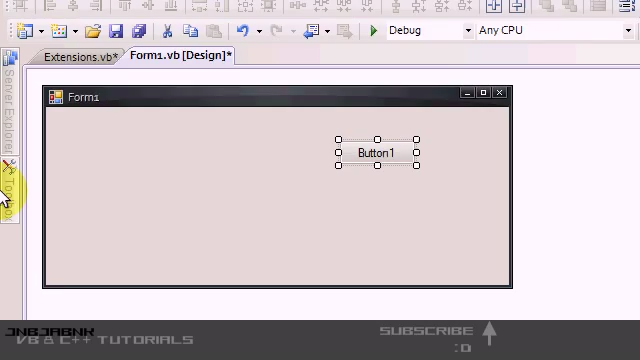 Debug
Any CPU
Extensions.vb*
Form1.vb [Design]*
Server Explorer
Toolbox
Form1
Button1
JNBJABNK
VB & C++ TUTORIALS
SUBSCRIBE
:D